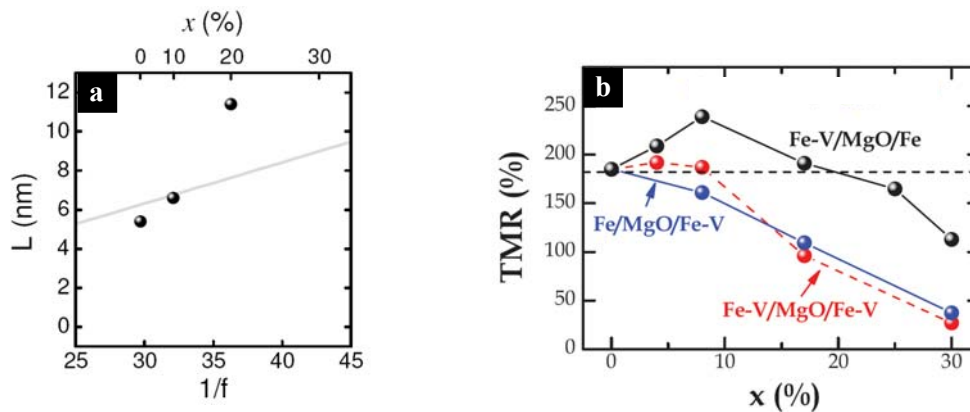 x (%)
0 10 20 30
a
12
10
8
6
4
2
0
L (nm)
25 30 35 40 45
1/f
b
250
200
150
100
50
0
TMR (%)
Fe-V/MgO/Fe
Fe/MgO/Fe-V
Fe-V/MgO/Fe-V
0 10 20 30
x (%)